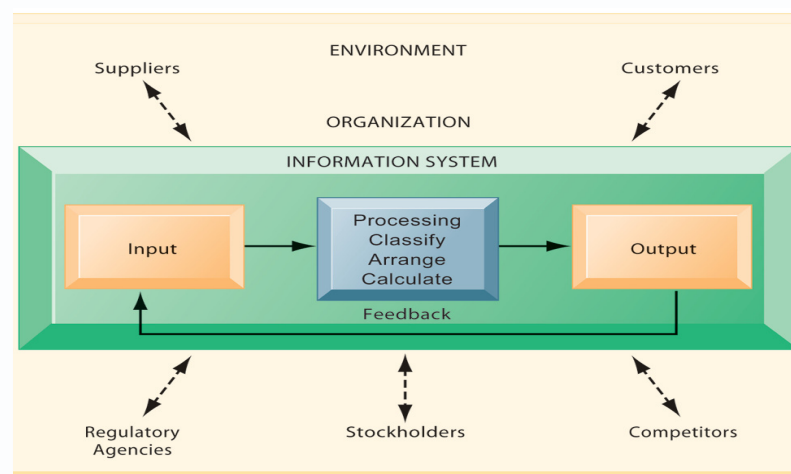 ENVIRONMENT
Suppliers
Customers
ORGANIZATION
INFORMATION SYSTEM
Input
Processing
Classify
Arrange
Calculate
Output
Feedback
Regulatory
Agencies
Stockholders
Competitors